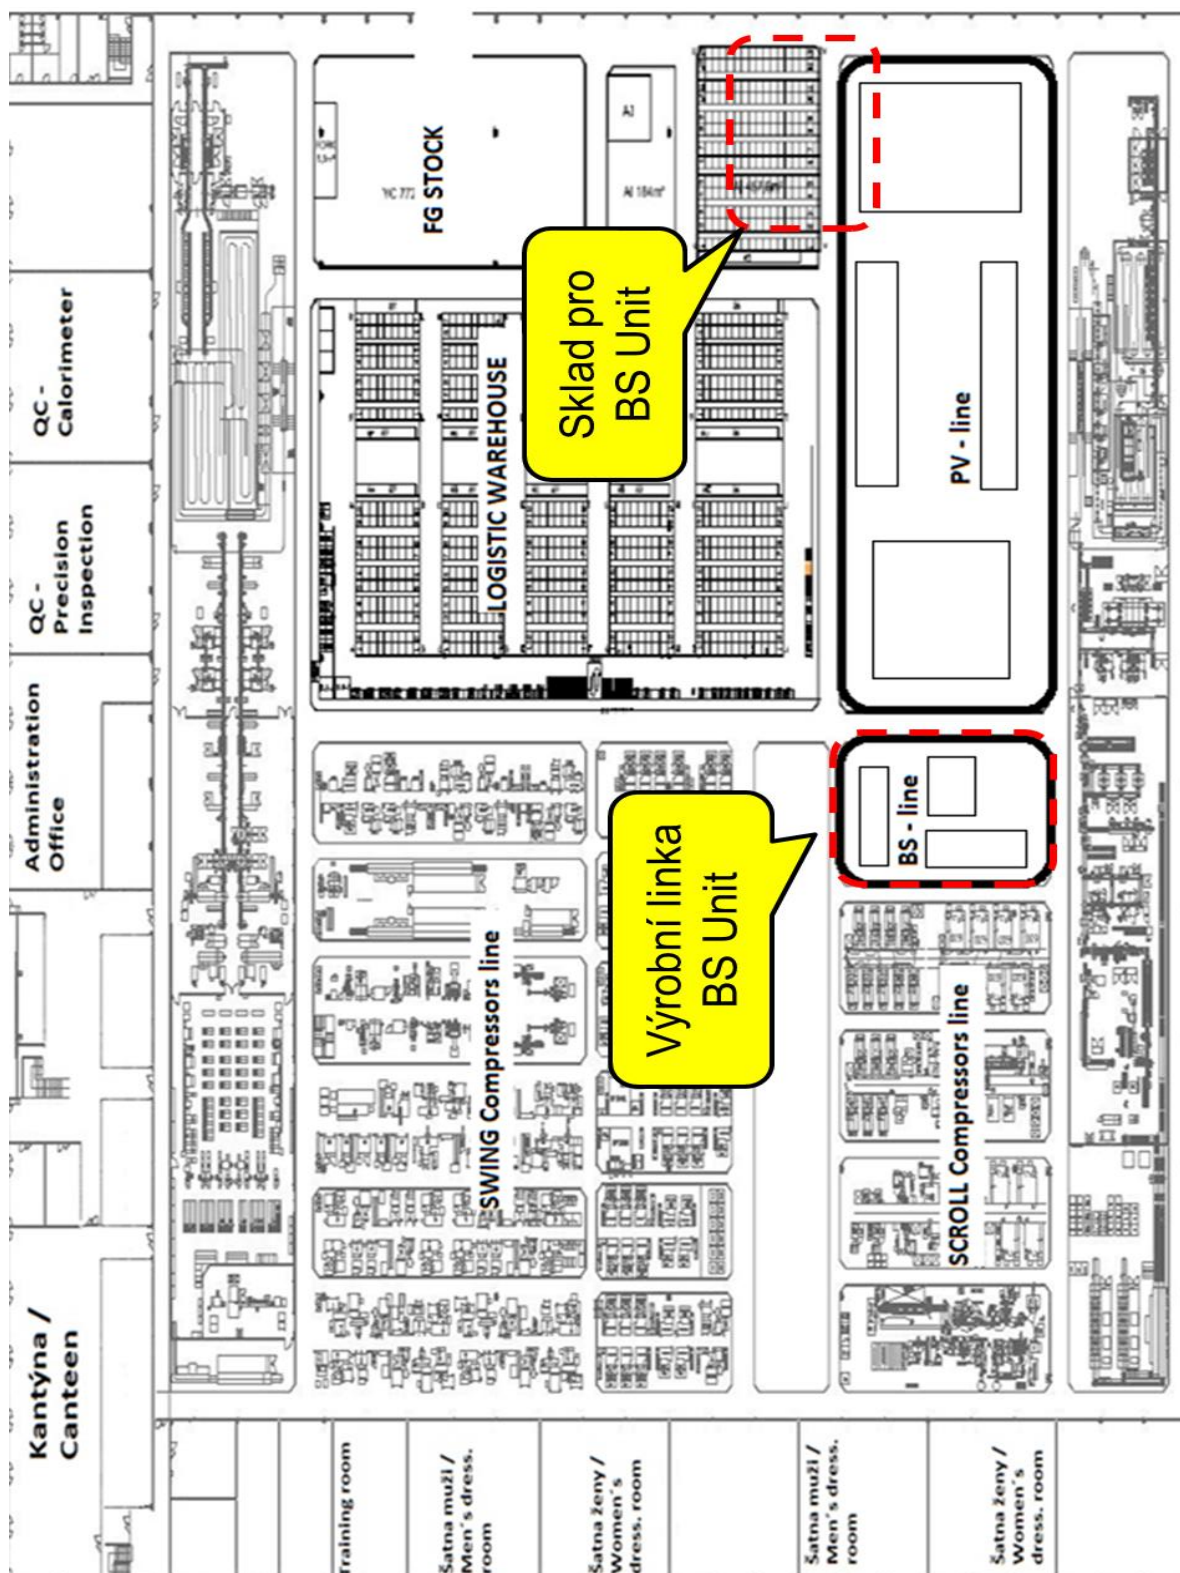 Kantýna /
Canteen
Administration
Office
QC -
Precision
Inspection
QC -
Calorimeter
FG STOCK
LOGISTIC WAREHOUSE
Sklad pro
BS Unit
A2
PV - line
BS - line
Výrobní linka
BS Unit
SWING Compressors line
SCROLL Compressors line
Training room
Šatna muži /
Men´s dress.
room
Šatna ženy /
Women´s
dress. room
Šatna muži /
Men´s dress.
room
Šatna ženy /
Women´s
dress. room